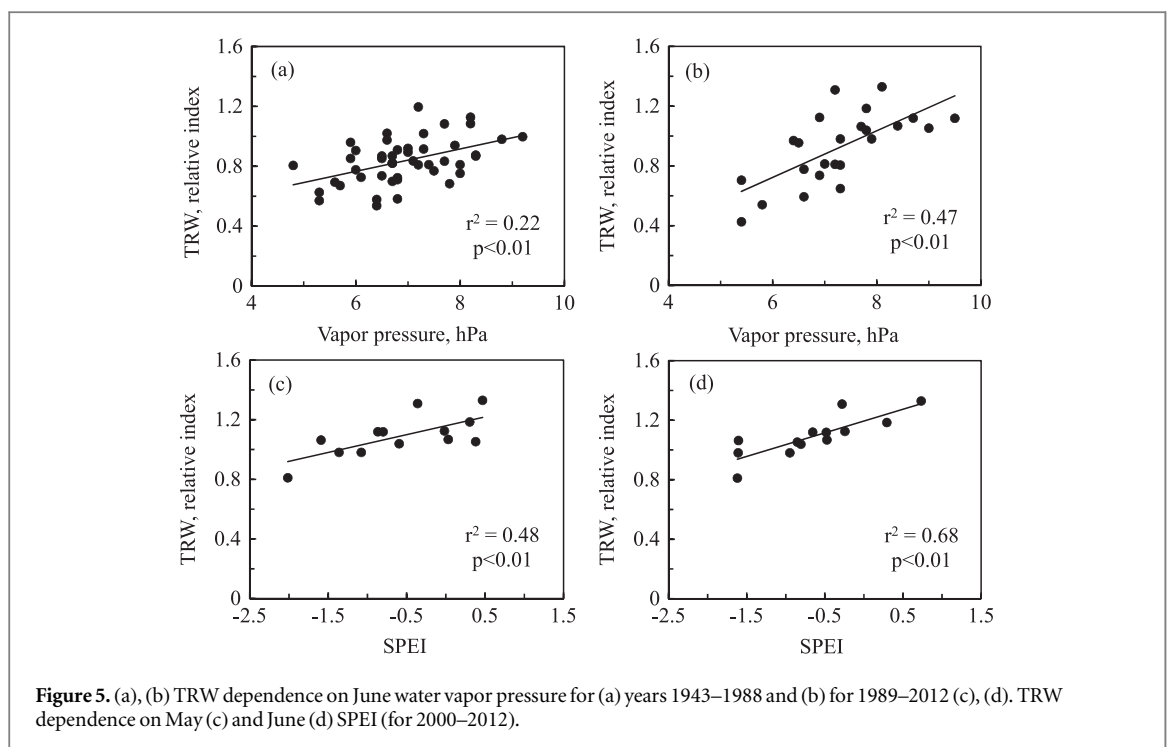 (a)
TRW, relative index
1.6
1.2
0.8
0.4
0
4
6
8
10
Vapor pressure, hPa
r² = 0.22
p<0.01
(b)
TRW, relative index
1.6
1.2
0.8
0.4
0
4
6
8
10
Vapor pressure, hPa
r² = 0.47
p<0.01
(c)
TRW, relative index
1.6
1.2
0.8
0.4
0
-2.5
-1.5
-0.5
0.5
1.5
SPEI
r² = 0.48
p<0.01
(d)
TRW, relative index
1.6
1.2
0.8
0.4
0
-2.5
-1.5
-0.5
0.5
1.5
SPEI
r² = 0.68
p<0.01
Figure 5. (a), (b) TRW dependence on June water vapor pressure for (a) years 1943–1988 and (b) for 1989–2012 (c), (d). TRW
dependence on May (c) and June (d) SPEI (for 2000–2012).